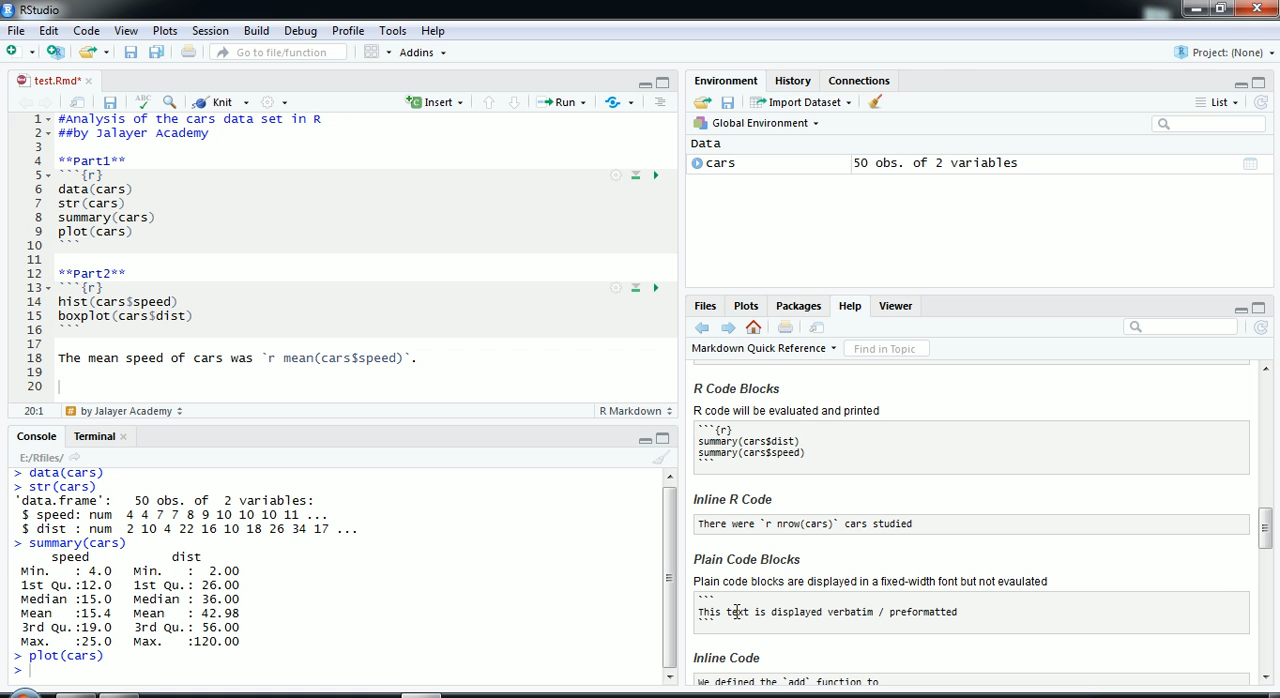 RStudio
File Edit Code View Plots Session Build Debug Profile Tools Help
Go to file/function Addins Project: (None)
test.Rmd*
ABC Knit Insert Run
1 #Analysis of the cars data set in R
2 ##by Jalayer Academy
3
4 **Part1**
5 ```{r}
6 data(cars)
7 str(cars)
8 summary(cars)
9 plot(cars)
10 ```
11
12 **Part2**
13 ```{r}
14 hist(cars$speed)
15 boxplot(cars$dist)
16 ```
17
18 The mean speed of cars was `r mean(cars$speed)`.
19
20
20:1 by Jalayer Academy R Markdown
Console Terminal
E:/Rfiles/
> data(cars)
> str(cars)
'data.frame': 50 obs. of 2 variables:
$ speed: num 4 4 7 7 8 9 10 10 10 11 ...
$ dist : num 2 10 4 22 16 10 18 26 34 17 ...
> summary(cars)
speed dist
Min. : 4.0 Min. : 2.00
1st Qu.:12.0 1st Qu.: 26.00
Median :15.0 Median : 36.00
Mean :15.4 Mean : 42.98
3rd Qu.:19.0 3rd Qu.: 56.00
Max. :25.0 Max. :120.00
> plot(cars)
>
Environment History Connections
Import Dataset List
Global Environment
Data
cars 50 obs. of 2 variables
Files Plots Packages Help Viewer
Markdown Quick Reference Find in Topic
R Code Blocks
R code will be evaluated and printed
```{r}
summary(cars$dist)
summary(cars$speed)
```
Inline R Code
There were `r nrow(cars)` cars studied
Plain Code Blocks
Plain code blocks are displayed in a fixed-width font but not evaulated
```
This text is displayed verbatim / preformatted
```
Inline Code
We defined the `add` function to